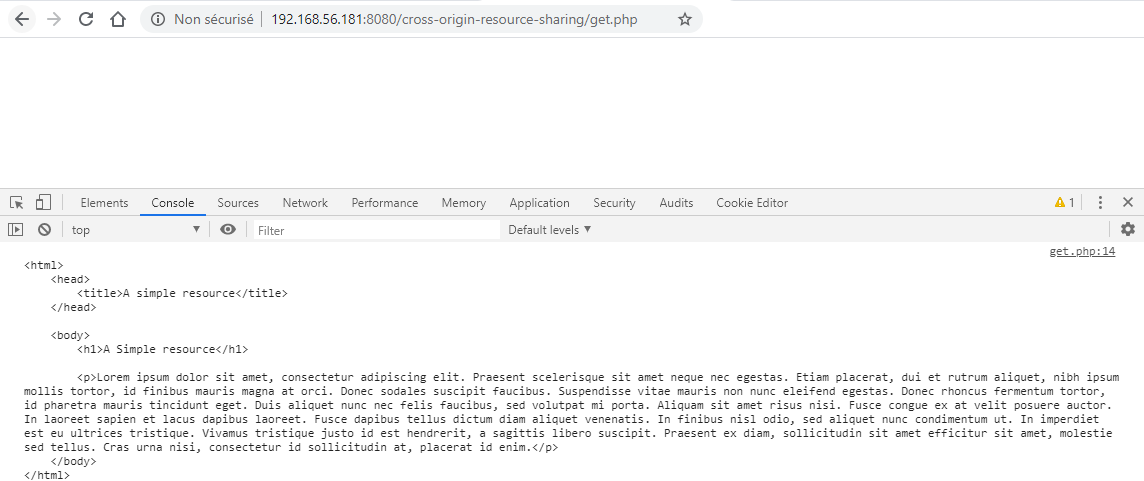 Non sécurisé 192.168.56.181:8080/cross-origin-resource-sharing/get.php
Elements Console Sources Network Performance Memory Application Security Audits Cookie Editor 1
top Filter Default levels
get.php:14
<html>
<head>
<title>A simple resource</title>
</head>
<body>
<h1>A Simple resource</h1>
<p>Lorem ipsum dolor sit amet, consectetur adipiscing elit. Praesent scelerisque sit amet neque nec egestas. Etiam placerat, dui et rutrum aliquet, nibh ipsum
mollis tortor, id finibus mauris magna at orci. Donec sodales suscipit faucibus. Suspendisse vitae mauris non nunc eleifend egestas. Donec rhoncus fermentum tortor,
id pharetra mauris tincidunt eget. Duis aliquet nunc nec felis faucibus, sed volutpat mi porta. Aliquam sit amet risus nisi. Fusce congue ex at velit posuere auctor.
In laoreet sapien et lacus dapibus laoreet. Fusce dapibus tellus dictum diam aliquet venenatis. In finibus nisl odio, sed aliquet nunc condimentum ut. In imperdiet
est eu ultrices tristique. Vivamus tristique justo id est hendrerit, a sagittis libero suscipit. Praesent ex diam, sollicitudin sit amet efficitur sit amet, molestie
sed tellus. Cras urna nisi, consectetur id sollicitudin at, placerat id enim.</p>
</body>
</html>